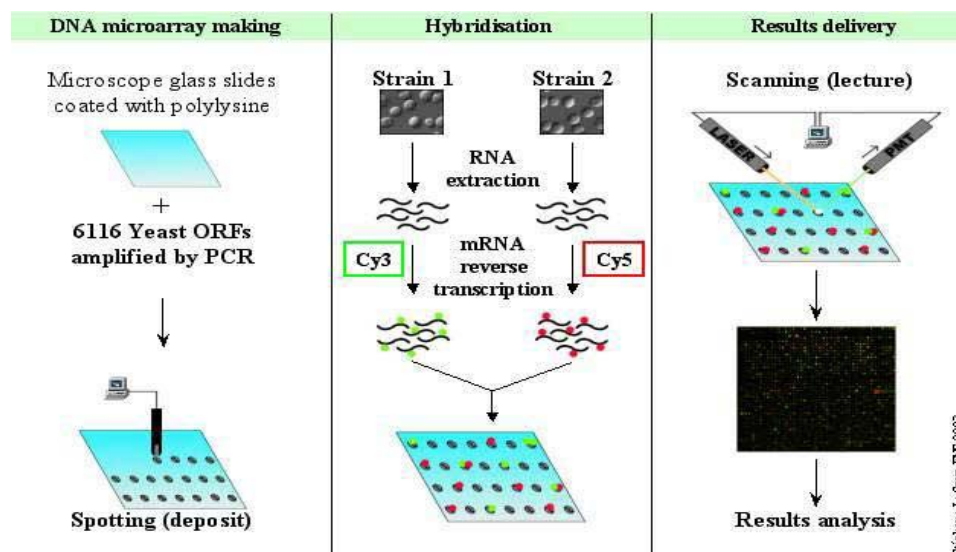 DNA microarray making
Microscope glass slides
coated with polylysine
+
6116 Yeast ORFs
amplified by PCR
Spotting (deposit)
Hybridisation
Strain 1
Strain 2
RNA
extraction
Cy3
mRNA
reverse
transcription
Cy5
Results delivery
Scanning (lecture)
LASER
PMT
Results analysis